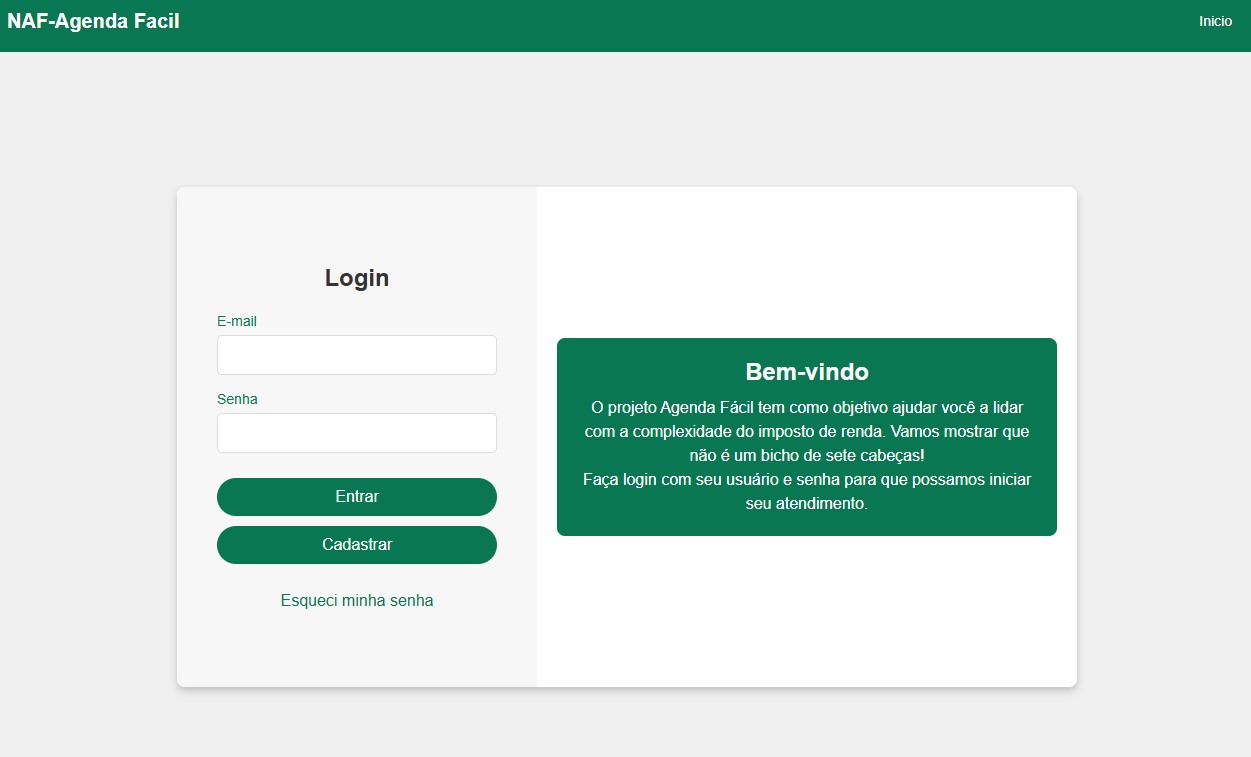 NAF-Agenda Facil
Inicio
Login
E-mail
Senha
Entrar
Cadastrar
Esqueci minha senha
Bem-vindo
O projeto Agenda Fácil tem como objetivo ajudar você a lidar
com a complexidade do imposto de renda. Vamos mostrar que
não é um bicho de sete cabeças!
Faça login com seu usuário e senha para que possamos iniciar
seu atendimento.